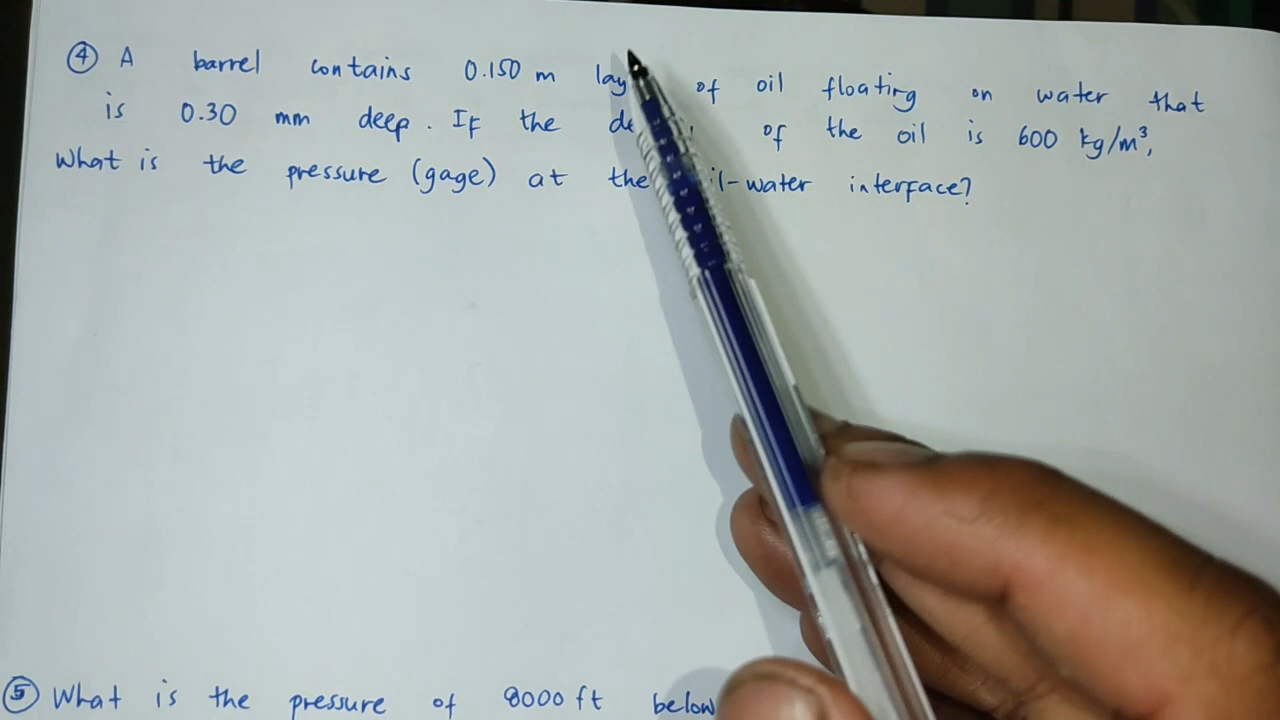 ④ A barrel contains 0.150 m lay of oil floating on water that
is 0.30 mm deep. If the de of the oil is 600 kg/m³,
What is the pressure (gage) at the il-water interface?
⑤ What is the pressure of 8000 ft below